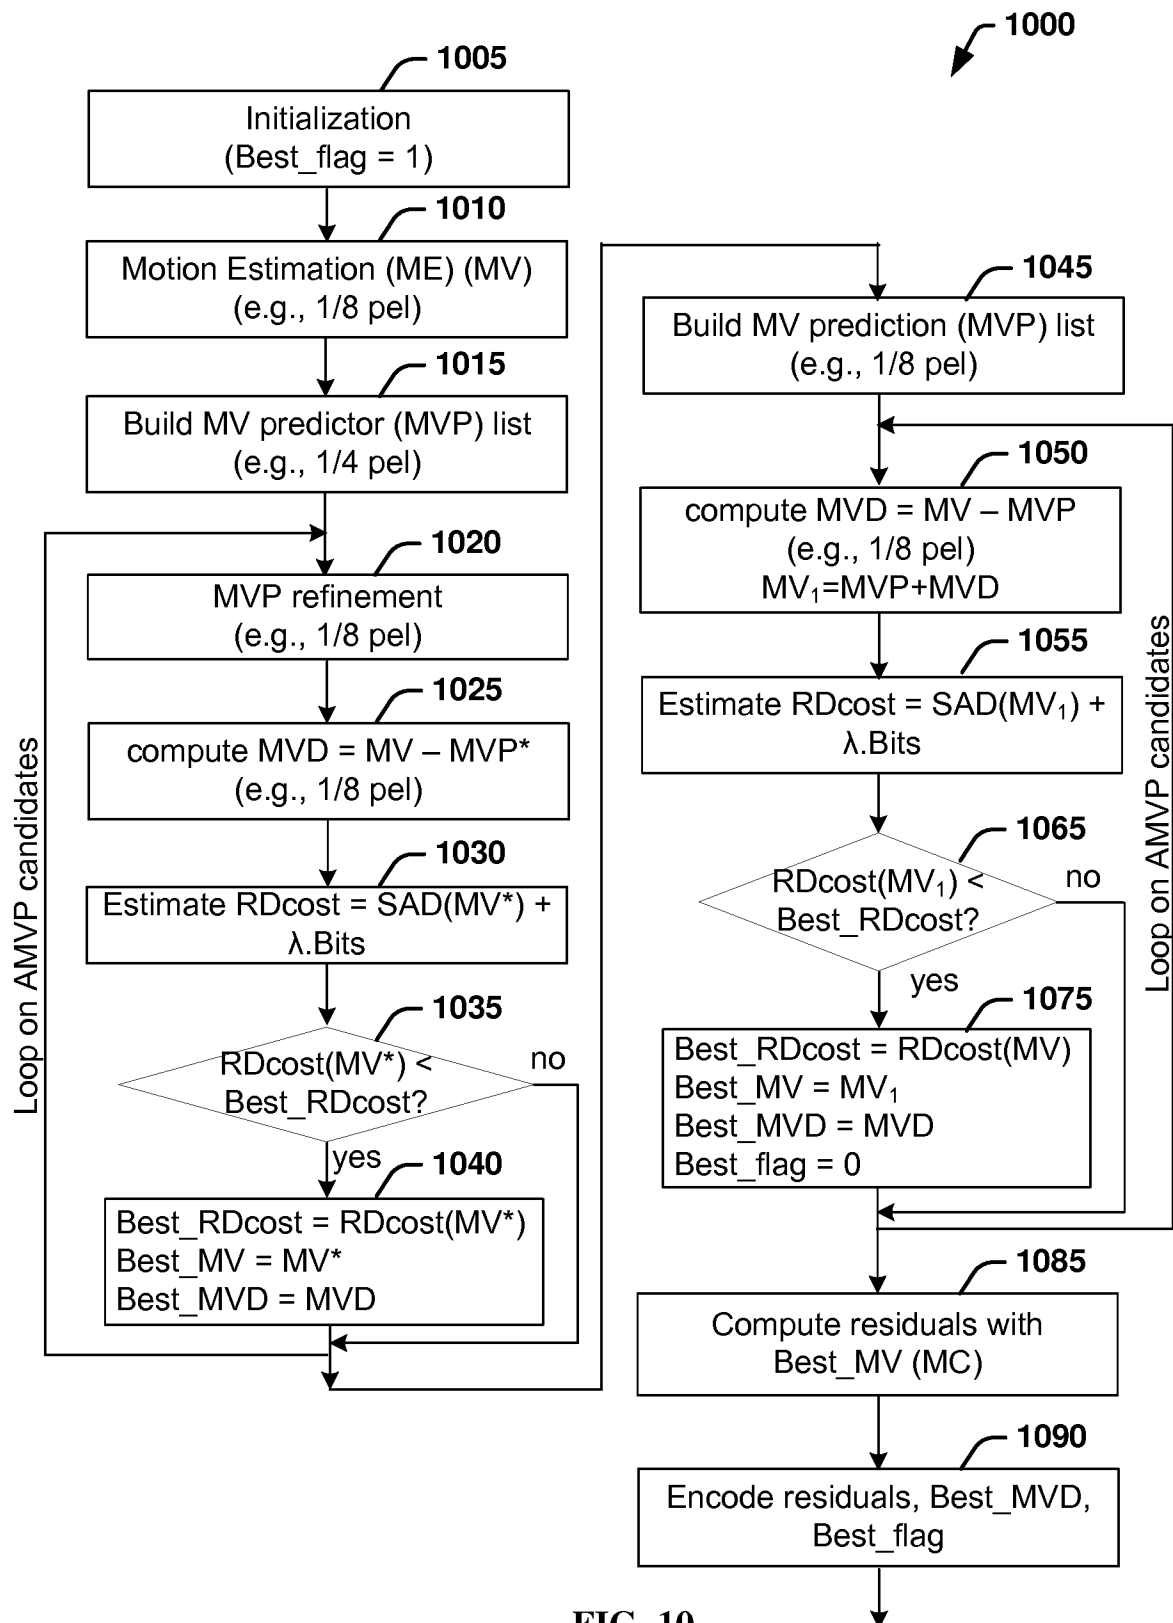 1000
1005
Initialization
(Best_flag = 1)
1010
Motion Estimation (ME) (MV)
(e.g., 1/8 pel)
1015
Build MV predictor (MVP) list
(e.g., 1/4 pel)
1020
MVP refinement
(e.g., 1/8 pel)
1025
compute MVD = MV – MVP*
(e.g., 1/8 pel)
1030
Estimate RDcost = SAD(MV*) +
λ.Bits
1035
RDcost(MV*) <
Best_RDcost?
no
yes
1040
Best_RDcost = RDcost(MV*)
Best_MV = MV*
Best_MVD = MVD
Loop on AMVP candidates
1045
Build MV prediction (MVP) list
(e.g., 1/8 pel)
1050
compute MVD = MV – MVP
(e.g., 1/8 pel)
MV₁=MVP+MVD
1055
Estimate RDcost = SAD(MV₁) +
λ.Bits
1065
RDcost(MV₁) <
Best_RDcost?
no
yes
1075
Best_RDcost = RDcost(MV)
Best_MV = MV₁
Best_MVD = MVD
Best_flag = 0
Loop on AMVP candidates
1085
Compute residuals with
Best_MV (MC)
1090
Encode residuals, Best_MVD,
Best_flag
FIG. 10